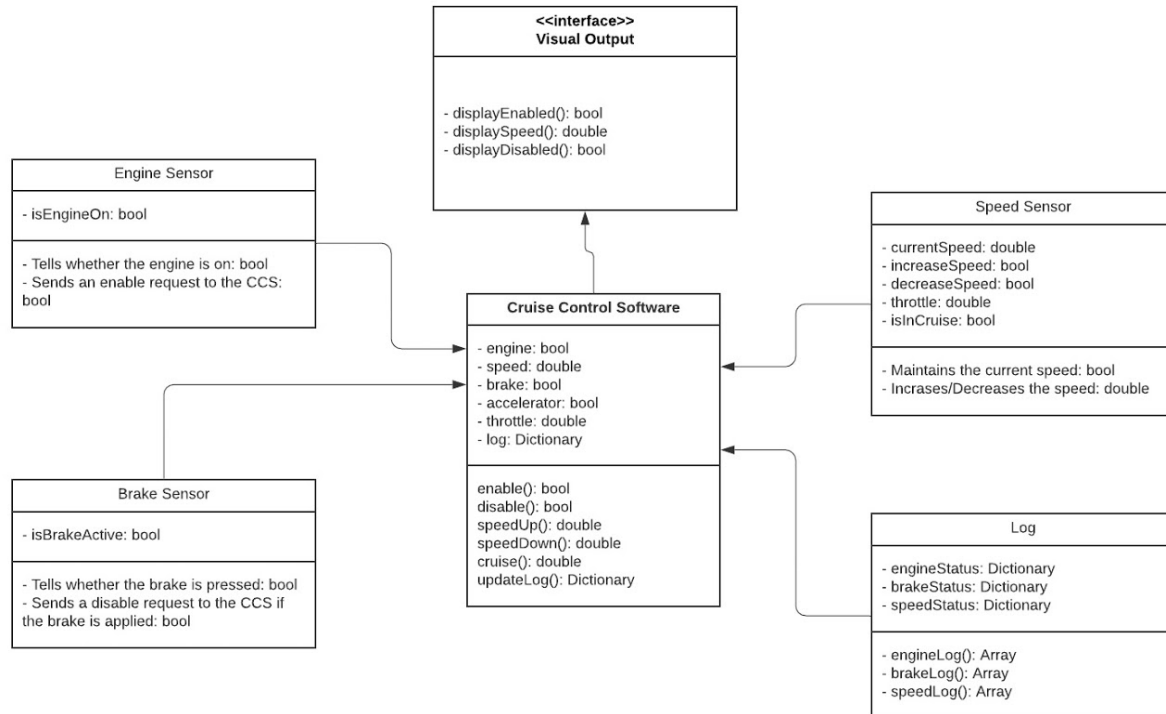 <<interface>>
Visual Output
- displayEnabled(): bool
- displaySpeed(): double
- displayDisabled(): bool
Engine Sensor
- isEngineOn: bool
- Tells whether the engine is on: bool
- Sends an enable request to the CCS:
bool
Speed Sensor
- currentSpeed: double
- increaseSpeed: bool
- decreaseSpeed: bool
- throttle: double
- isInCruise: bool
- Maintains the current speed: bool
- Incrases/Decreases the speed: double
Cruise Control Software
- engine: bool
- speed: double
- brake: bool
- accelerator: bool
- throttle: double
- log: Dictionary
enable(): bool
disable(): bool
speedUp(): double
speedDown(): double
cruise(): double
updateLog(): Dictionary
Brake Sensor
- isBrakeActive: bool
- Tells whether the brake is pressed: bool
- Sends a disable request to the CCS if
the brake is applied: bool
Log
- engineStatus: Dictionary
- brakeStatus: Dictionary
- speedStatus: Dictionary
- engineLog(): Array
- brakeLog(): Array
- speedLog(): Array